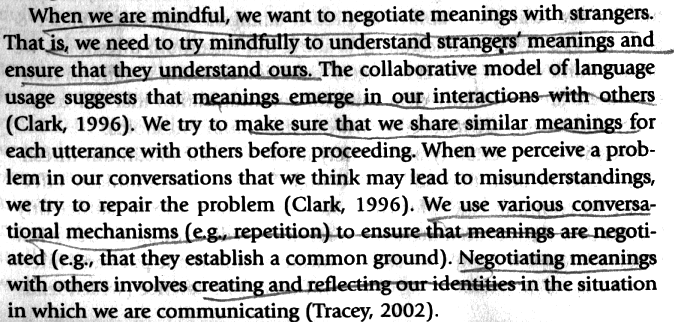 When we are mindful, we want to negotiate meanings with strangers.
That is, we need to try mindfully to understand strangers' meanings and
ensure that they understand ours. The collaborative model of language
usage suggests that meanings emerge in our interactions with others
(Clark, 1996). We try to make sure that we share similar meanings for
each utterance with others before proceeding. When we perceive a prob-
lem in our conversations that we think may lead to misunderstandings,
we try to repair the problem (Clark, 1996). We use various conversa-
tional mechanisms (e.g., repetition) to ensure that meanings are negoti-
ated (e.g., that they establish a common ground). Negotiating meanings
with others involves creating and reflecting our identities in the situation
in which we are communicating (Tracey, 2002).